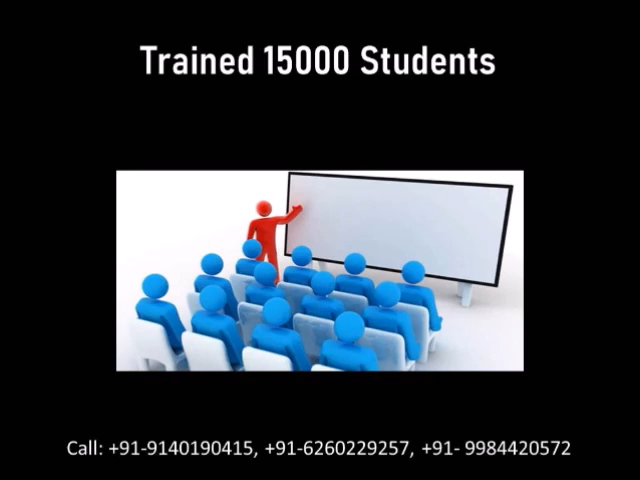 Trained 15000 Students
Call: +91-9140190415, +91-6260229257, +91- 9984420572